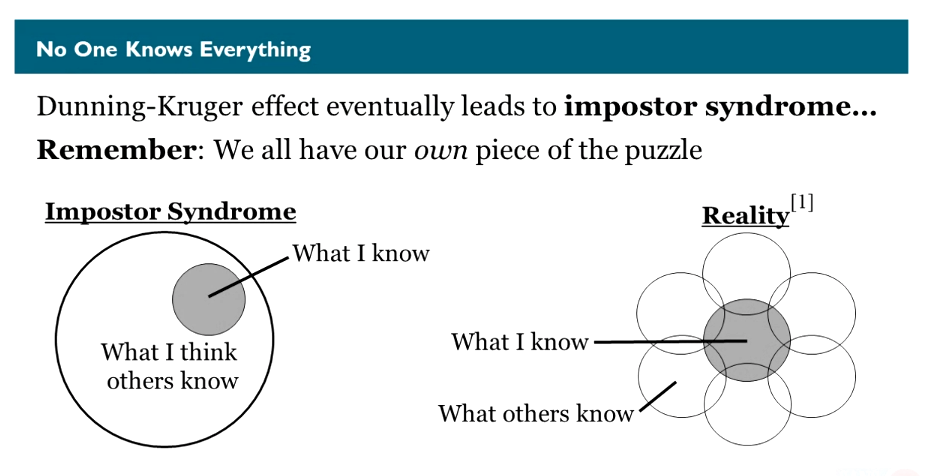 No One Knows Everything
Dunning-Kruger effect eventually leads to impostor syndrome...
Remember: We all have our own piece of the puzzle
Impostor Syndrome
What I know
What I think
others know
Reality[1]
What I know
What others know